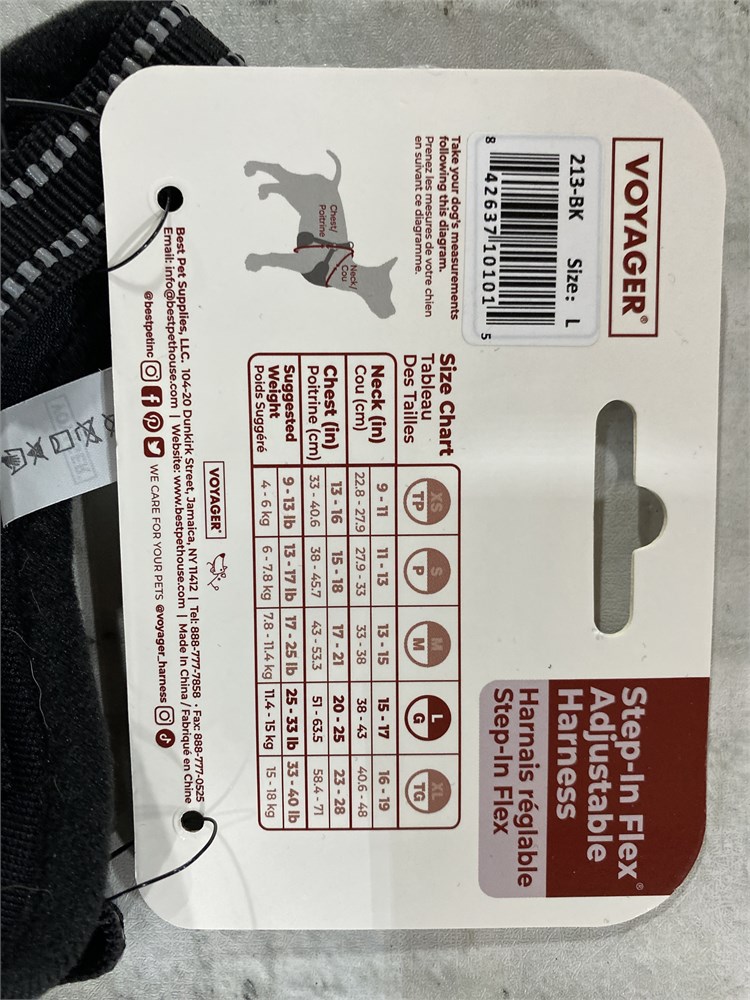 VOYAGER®
213-BK Size: L
8 42637 10101 5
Step-In Flex®
Adjustable
Harness
Harnais réglable
Step-In Flex
Take your dog's measurements
following this diagram.
Prenez les mesures de votre chien
en suivant ce diagramme.
Chest/
Poitrine
Neck/
Cou
Size Chart
Tableau
Des Tailles
XS TP S P M M L G XL TG
Neck (in) 9 - 11 11 - 13 13 - 15 15 - 17 16 - 19
Cou (cm) 22.8 - 27.9 27.9 - 33 33 - 38 38 - 43 40.6 - 48
Chest (in) 13 - 16 15 - 18 17 - 21 20 - 25 23 - 28
Poitrine (cm) 33 - 40.6 38 - 45.7 43 - 53.3 51 - 63.5 58.4 - 71
Suggested
Weight 9 - 13 lb 13 - 17 lb 17 - 25 lb 25 - 33 lb 33 - 40 lb
Poids Suggéré 4 - 6 kg 6 - 7.8 kg 7.8 - 11.4 kg 11.4 - 15 kg 15 - 18 kg
VOYAGER®
Best Pet Supplies, LLC. 104-20 Dunkirk Street, Jamaica, NY 11412 | Tel: 888-777-7858 · Fax: 888-777-0525
Email: info@bestpethouse.com | Website: www.bestpethouse.com | Made In China / Fabriqué en Chine
@bestpetinc WE CARE FOR YOUR PETS @voyager_harness